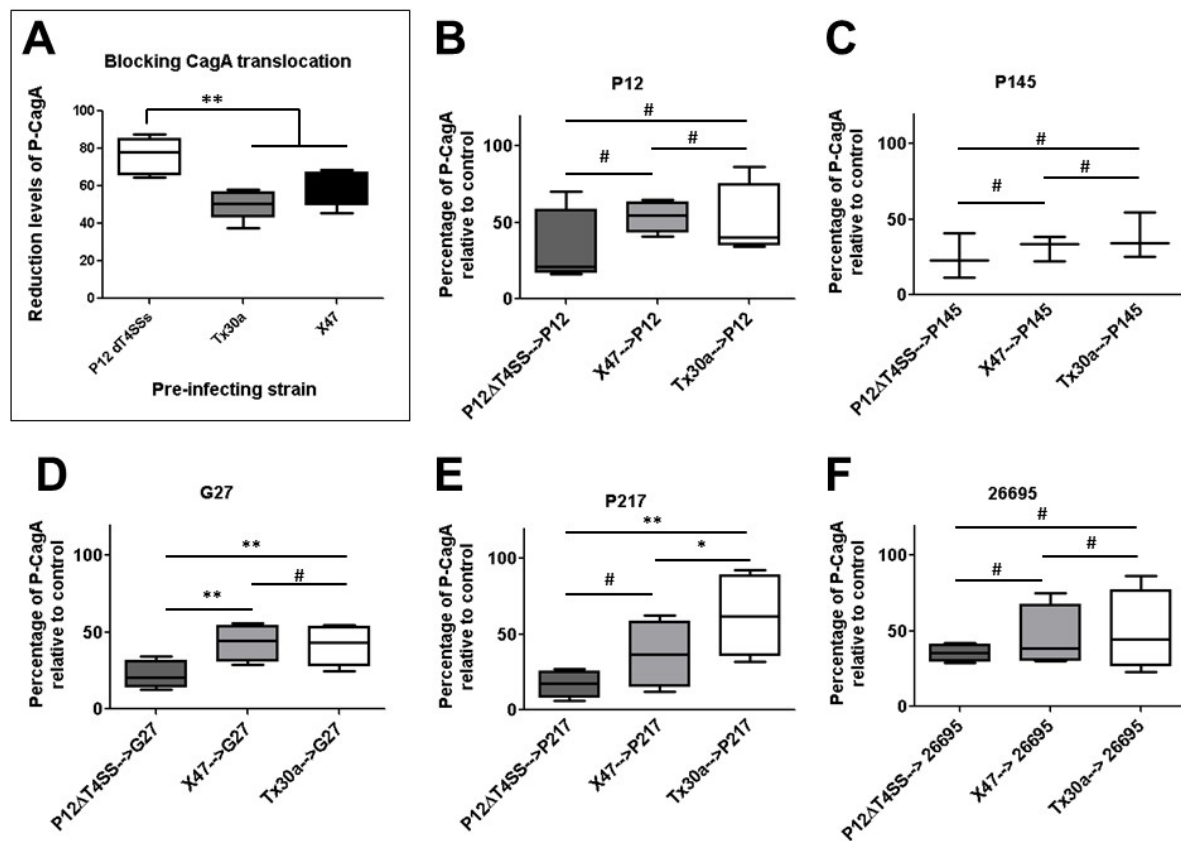 A
Blocking CagA translocation
**
Reduction levels of P-CagA
100
80
60
40
20
0
P12 dT4SSs
Tx30a
X47
Pre-infecting strain
B
P12
#
#
#
Percentage of P-CagA
relative to control
100
50
0
P12ΔT4SS-->P12
X47-->P12
Tx30a-->P12
C
P145
#
#
#
Percentage of P-CagA
relative to control
100
50
0
P12ΔT4SS-->P145
X47-->P145
Tx30a-->P145
D
G27
**
#
**
Percentage of P-CagA
relative to control
100
50
0
P12ΔT4SS-->G27
X47-->G27
Tx30a-->G27
E
P217
**
*
#
Percentage of P-CagA
relative to control
100
50
0
P12ΔT4SS-->P217
X47-->P217
Tx30a-->P217
F
26695
#
#
#
Percentage of P-CagA
relative to control
100
50
0
P12ΔT4SS--> 26695
X47--> 26695
Tx30a--> 26695